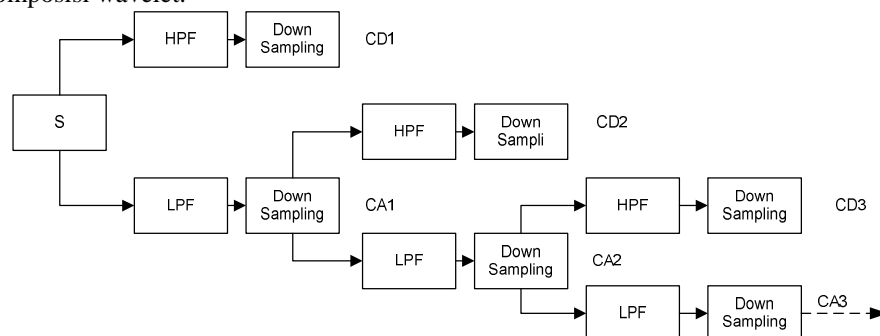 omposisi wavelet.
HPF
Down
Sampling
CD1
S
HPF
Down
Sampli
CD2
LPF
Down
Sampling
CA1
HPF
Down
Sampling
CD3
LPF
Down
Sampling
CA2
LPF
Down
Sampling
CA3